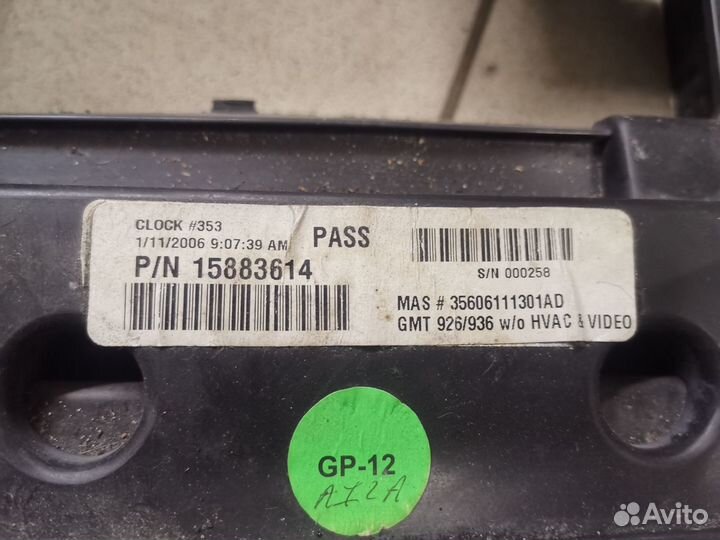 CLOCK #353
1/11/2006 9:07:39 AM
PASS
P/N 15883614
S/N 000258
MAS # 35606111301AD
GMT 926/936 w/o HVAC & VIDEO
GP-12
Avito